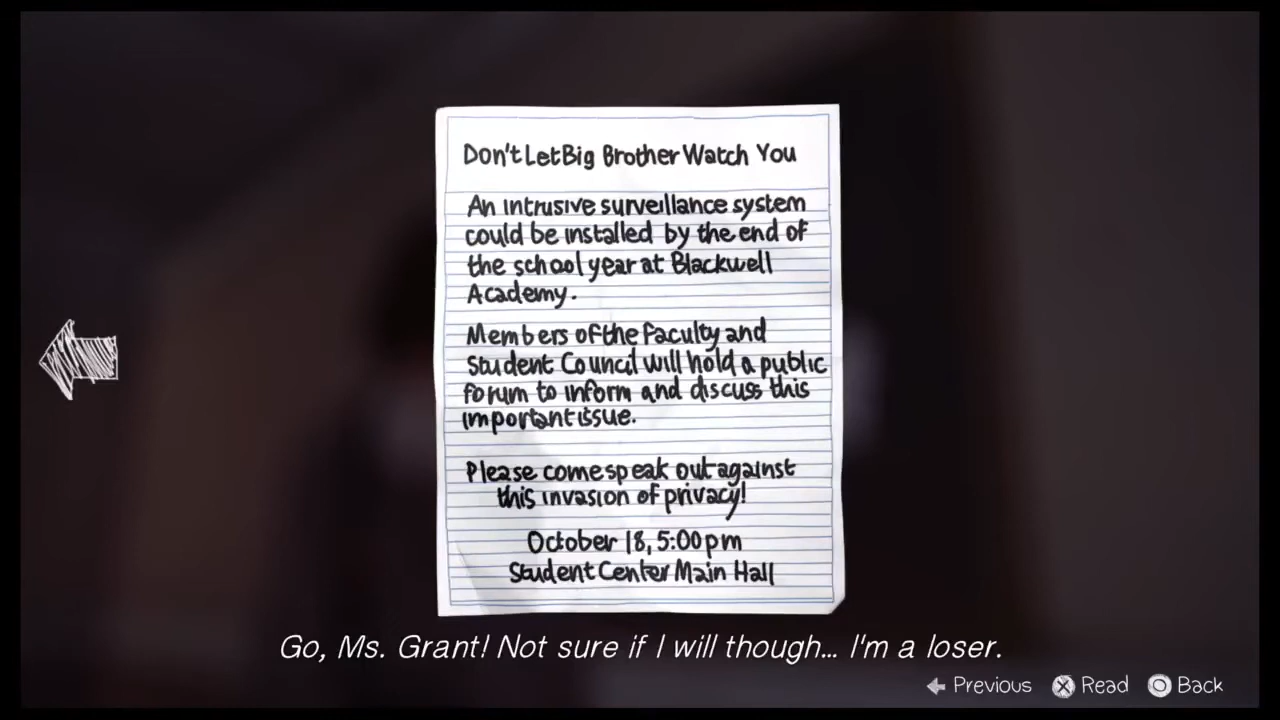 Don't Let Big Brother Watch You
An intrusive surveillance system
could be installed by the end of
the school year at Blackwell
Academy.
Members of the Faculty and
Student Council will hold a public
forum to inform and discuss this
important issue.
Please come speak out against
this invasion of privacy!
October 18, 5:00pm
Student Center Main Hall
Go, Ms. Grant! Not sure if I will though... I'm a loser.
Previous Read Back